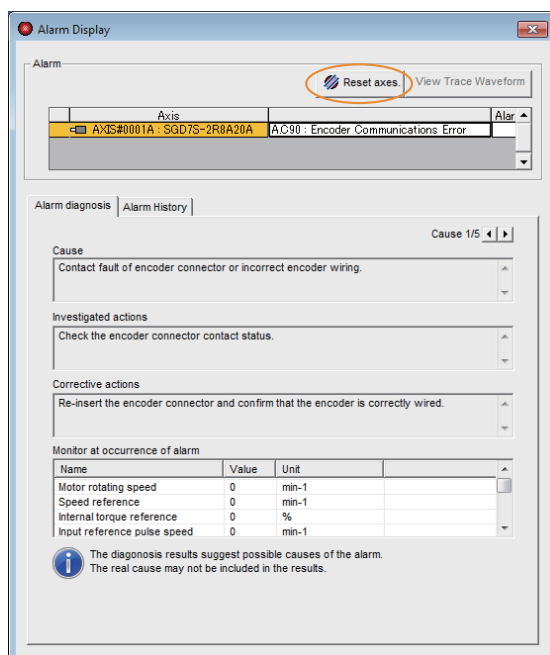 Alarm Display
Alarm
Reset axes.
View Trace Waveform
Axis
Alar
AXIS#0001A : SGD7S-2R8A20A
A.C90 : Encoder Communications Error
Alarm diagnosis
Alarm History
Cause 1/5
Cause
Contact fault of encoder connector or incorrect encoder wiring.
Investigated actions
Check the encoder connector contact status.
Corrective actions
Re-insert the encoder connector and confirm that the encoder is correctly wired.
Monitor at occurrence of alarm
Name Value Unit
Motor rotating speed 0 min-1
Speed reference 0 min-1
Internal torque reference 0 %
Input reference pulse speed 0 min-1
The diagonosis results suggest possible causes of the alarm.
The real cause may not be included in the results.